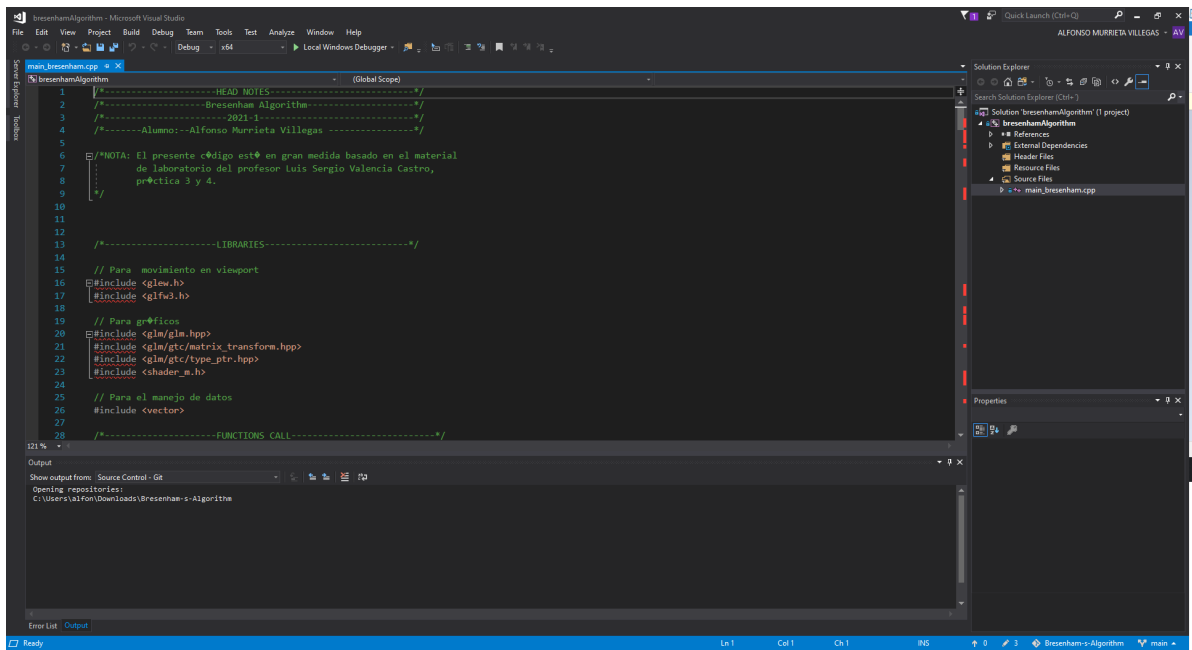 bresenhamAlgorithm - Microsoft Visual Studio
1
Quick Launch (Ctrl+Q)
File Edit View Project Build Debug Team Tools Test Analyze Window Help
ALFONSO MURRIETA VILLEGAS AV
Debug x64 Local Windows Debugger
Server Explorer
Toolbox
main_bresenham.cpp
bresenhamAlgorithm (Global Scope)
1 /*---------------------HEAD NOTES---------------------------*/
2 /*-------------------Bresenham Algorithm--------------------*/
3 /*-----------------------2021-1-----------------------------*/
4 /*-------Alumno:--Alfonso Murrieta Villegas ----------------*/
5
6 /*NOTA: El presente c�digo est� en gran medida basado en el material
7 de laboratorio del profesor Luis Sergio Valencia Castro,
8 pr�ctica 3 y 4.
9 */
10
11
12
13 /*---------------------LIBRARIES---------------------------*/
14
15 // Para  movimiento en viewport
16 #include <glew.h>
17 #include <glfw3.h>
18
19 // Para gr�ficos
20 #include <glm/glm.hpp>
21 #include <glm/gtc/matrix_transform.hpp>
22 #include <glm/gtc/type_ptr.hpp>
23 #include <shader_m.h>
24
25 // Para el manejo de datos
26 #include <vector>
27
28 /*---------------------FUNCTIONS CALL---------------------------*/
121 %
Output
Show output from: Source Control - Git
Opening repositories:
C:\Users\alfon\Downloads\Bresenham-s-Algorithm
Error List Output
Solution Explorer
Search Solution Explorer (Ctrl+´)
Solution 'bresenhamAlgorithm' (1 project)
bresenhamAlgorithm
References
External Dependencies
Header Files
Resource Files
Source Files
main_bresenham.cpp
Properties
Ready Ln 1 Col 1 Ch 1 INS 0 3 Bresenham-s-Algorithm main